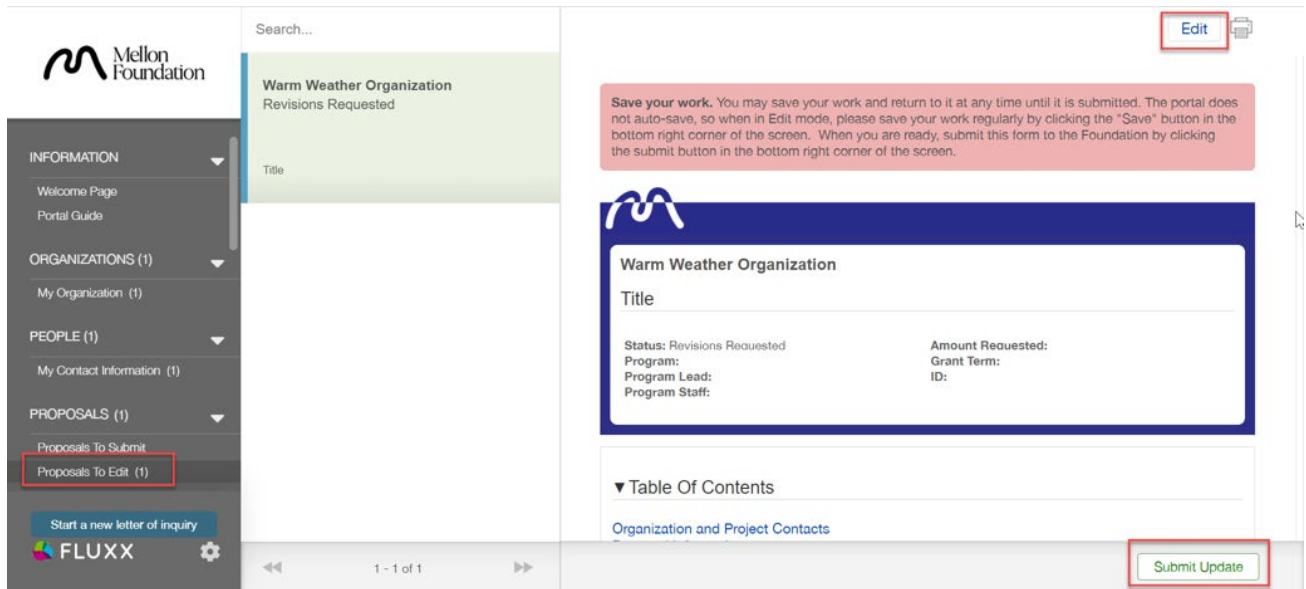 Mellon
Foundation
INFORMATION
Welcome Page
Portal Guide
ORGANIZATIONS (1)
My Organization (1)
PEOPLE (1)
My Contact Information (1)
PROPOSALS (1)
Proposals To Submit
Proposals To Edit (1)
Start a new letter of inquiry
FLUXX
Search...
Warm Weather Organization
Revisions Requested
Title
1 - 1 of 1
Edit
Save your work. You may save your work and return to it at any time until it is submitted. The portal does
not auto-save, so when in Edit mode, please save your work regularly by clicking the "Save" button in the
bottom right corner of the screen. When you are ready, submit this form to the Foundation by clicking
the submit button in the bottom right corner of the screen.
Warm Weather Organization
Title
Status: Revisions Requested
Program:
Program Lead:
Program Staff:
Amount Requested:
Grant Term:
ID:
▼ Table Of Contents
Organization and Project Contacts
Submit Update